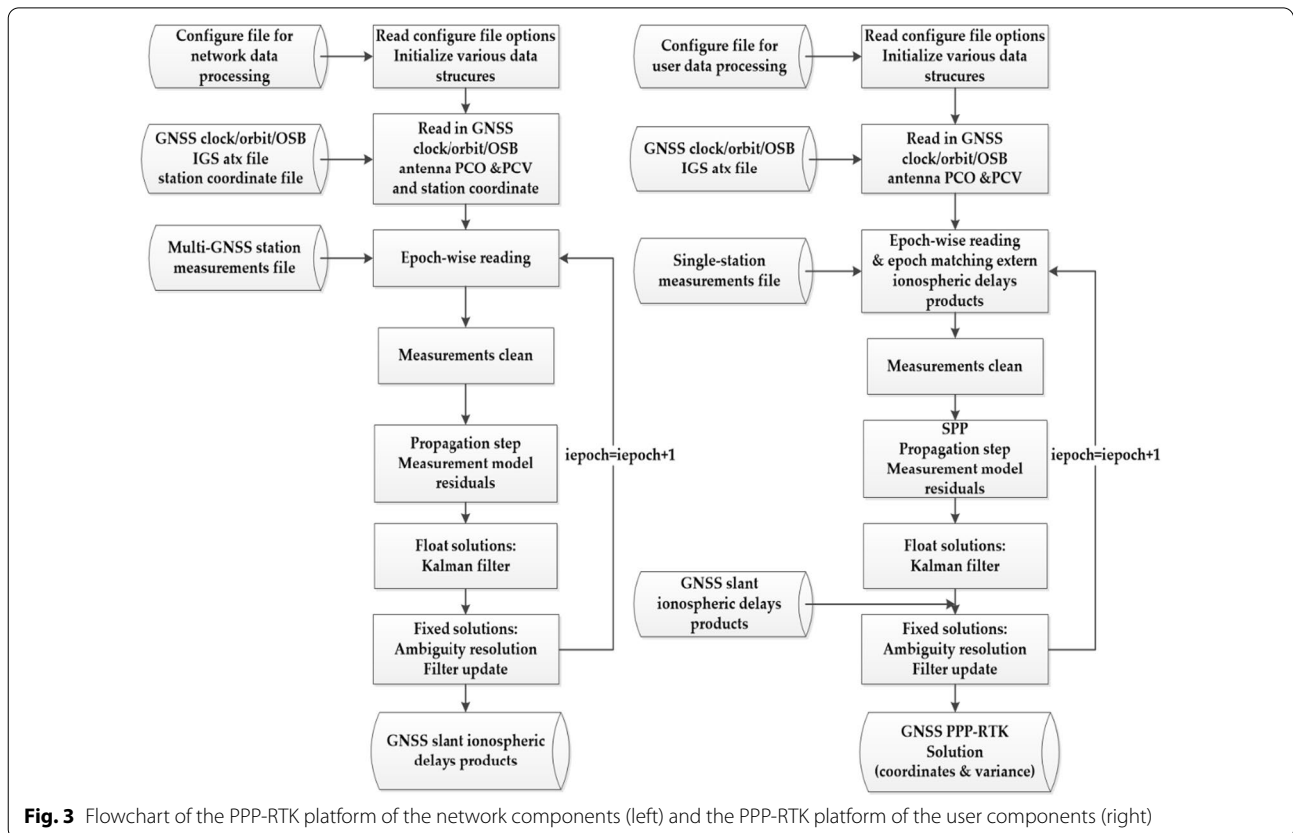 Configure file for
network data
processing
Read configure file options
Initialize various data
strucures
GNSS clock/orbit/OSB
IGS atx file
station coordinate file
Read in GNSS
clock/orbit/OSB
antenna PCO &PCV
and station coordinate
Multi-GNSS station
measurements file
Epoch-wise reading
Measurements clean
Propagation step
Measurement model
residuals
iepoch=iepoch+1
Float solutions:
Kalman filter
Fixed solutions:
Ambiguity resolution
Filter update
GNSS slant ionospheric
delays products
Configure file for
user data processing
Read configure file options
Initialize various data
strucures
GNSS clock/orbit/OSB
IGS atx file
Read in GNSS
clock/orbit/OSB
antenna PCO &PCV
Single-station
measurements file
Epoch-wise reading
& epoch matching extern
ionospheric delays
products
Measurements clean
SPP
Propagation step
Measurement model
residuals
iepoch=iepoch+1
Float solutions:
Kalman filter
GNSS slant
ionospheric delays
products
Fixed solutions:
Ambiguity resolution
Filter update
GNSS PPP-RTK
Solution
(coordinates & variance)
Fig. 3 Flowchart of the PPP-RTK platform of the network components (left) and the PPP-RTK platform of the user components (right)